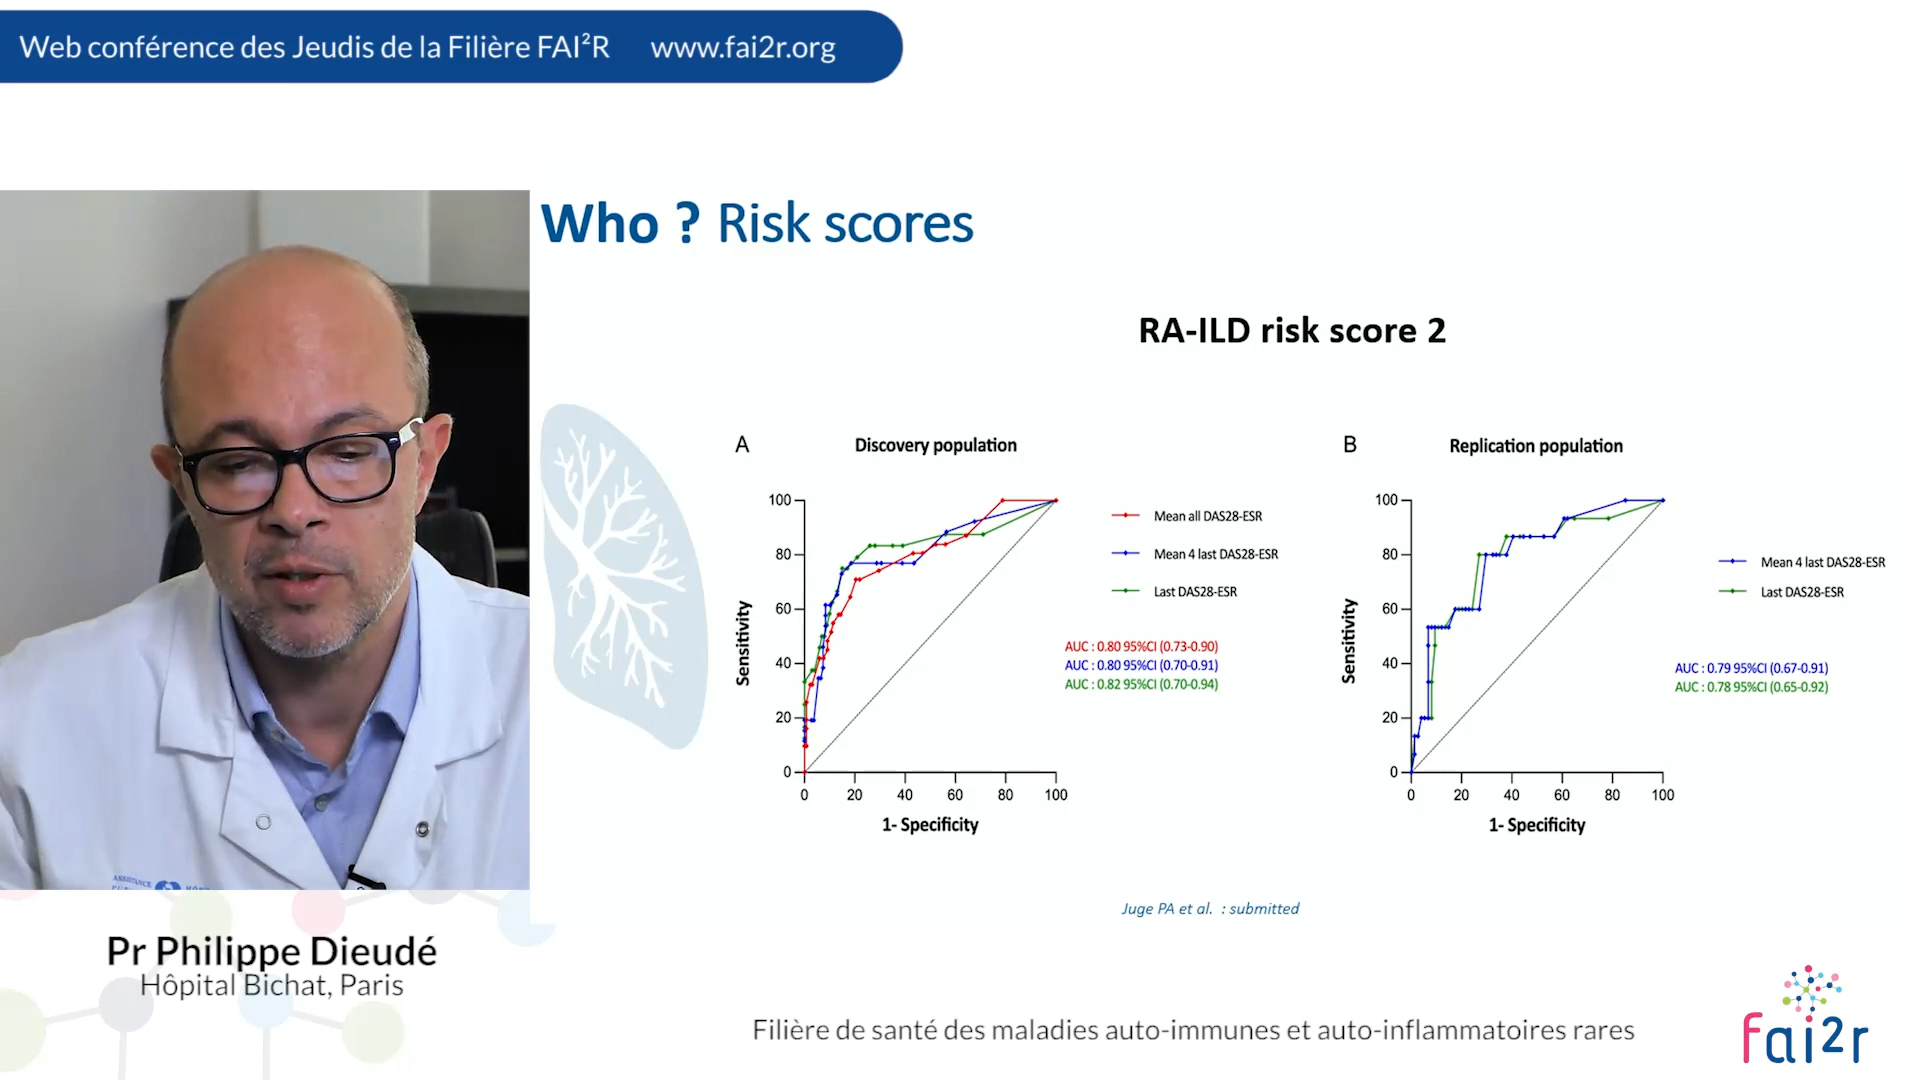 Web conférence des Jeudis de la Filière FAI²R www.fai2r.org
Who ? Risk scores
RA-ILD risk score 2
A
Discovery population
100
80
60
40
20
0
Sensitivity
0 20 40 60 80 100
1- Specificity
Mean all DAS28-ESR
Mean 4 last DAS28-ESR
Last DAS28-ESR
AUC : 0.80 95%CI (0.73-0.90)
AUC : 0.80 95%CI (0.70-0.91)
AUC : 0.82 95%CI (0.70-0.94)
B
Replication population
100
80
60
40
20
0
Sensitivity
0 20 40 60 80 100
1- Specificity
Mean 4 last DAS28-ESR
Last DAS28-ESR
AUC : 0.79 95%CI (0.67-0.91)
AUC : 0.78 95%CI (0.65-0.92)
Juge PA et al. : submitted
ASSISTANCE
Pr Philippe Dieudé
Hôpital Bichat, Paris
Filière de santé des maladies auto-immunes et auto-inflammatoires rares
fai2r